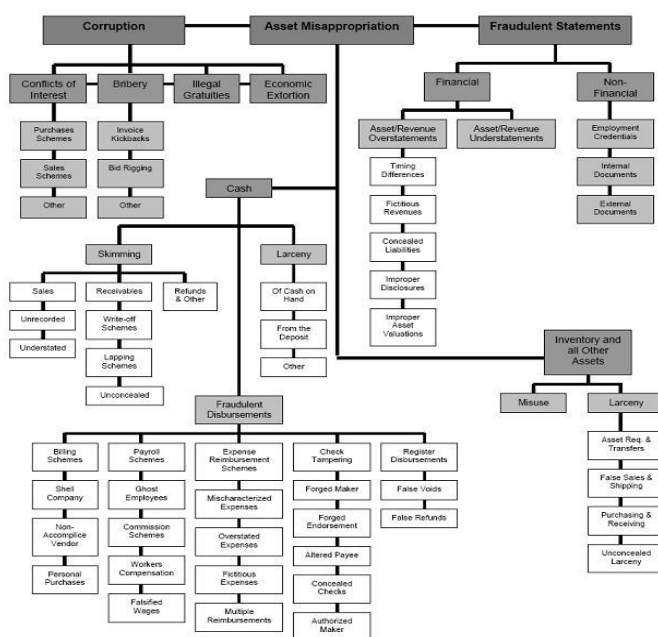 Corruption
Asset Misappropriation
Fraudulent Statements
Conflicts of
Interest
Bribery
Illegal
Gratuities
Economic
Extortion
Financial
Non-
Financial
Purchases
Schemes
Sales
Schemes
Other
Invoice
Kickbacks
Bid Rigging
Other
Asset/Revenue
Overstatements
Asset/Revenue
Understatements
Employment
Credentials
Internal
Documents
External
Documents
Timing
Differences
Fictitious
Revenues
Concealed
Liabilities
Improper
Disclosures
Improper
Asset
Valuations
Cash
Skimming
Larceny
Sales
Unrecorded
Understated
Receivables
Write-off
Schemes
Lapping
Schemes
Unconcealed
Refunds
& Other
Of Cash on
Hand
From the
Deposit
Other
Inventory and
all Other
Assets
Misuse
Larceny
Asset Req. &
Transfers
False Sales &
Shipping
Purchasing &
Receiving
Unconcealed
Larceny
Fraudulent
Disbursements
Billing
Schemes
Shell
Company
Non-
Accomplice
Vendor
Personal
Purchases
Payroll
Schemes
Ghost
Employees
Commission
Schemes
Workers
Compensation
Falsified
Wages
Expense
Reimbursement
Schemes
Mischaracterized
Expenses
Overstated
Expenses
Fictitious
Expenses
Multiple
Reimbursements
Check
Tampering
Forged Maker
Forged
Endorsement
Altered Payee
Concealed
Checks
Authorized
Maker
Register
Disbursements
False Voids
False Refunds